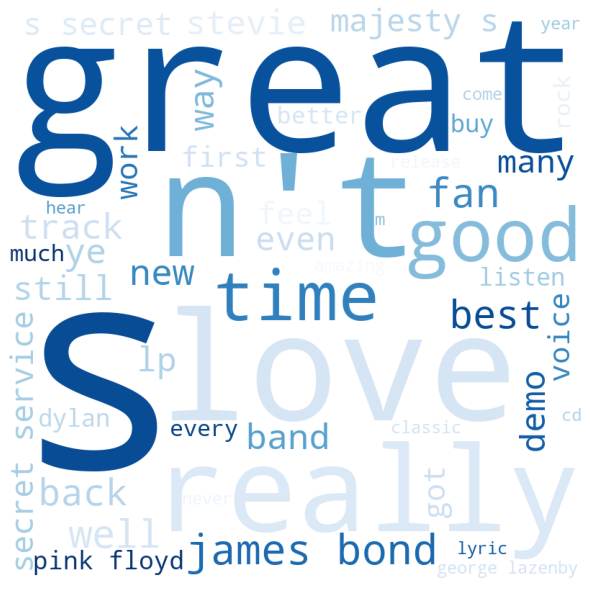 s secret
stevie
majesty s
year
great
way
work
better
come
buy
rock
first
release
many
hear
n't
m
fan
track
feel
good
much
ye
even
amazing
new
time
listen
still
s
love
best
voice
secret service
lp
demo
dylan
every
band
classic
cd
back
really
got
never
well
pink floyd
james bond
lyric
george lazenby